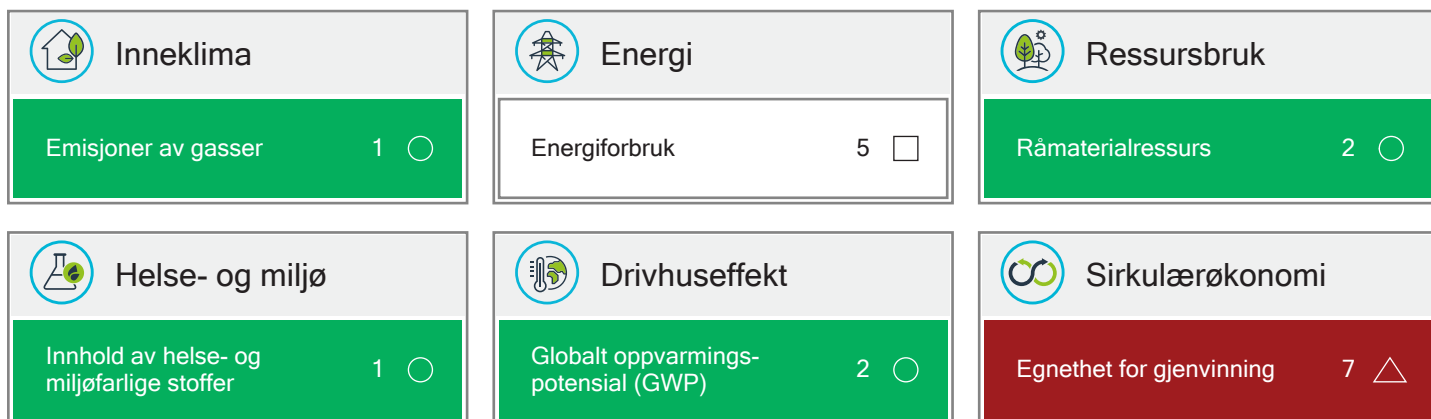 Inneklima
Emisjoner av gasser 1
Energi
Energiforbruk 5
Ressursbruk
Råmaterialressurs 2
Helse- og miljø
Innhold av helse- og
miljøfarlige stoffer 1
Drivhuseffekt
Globalt oppvarmings-
potensial (GWP) 2
Sirkulærøkonomi
Egnethet for gjenvinning 7